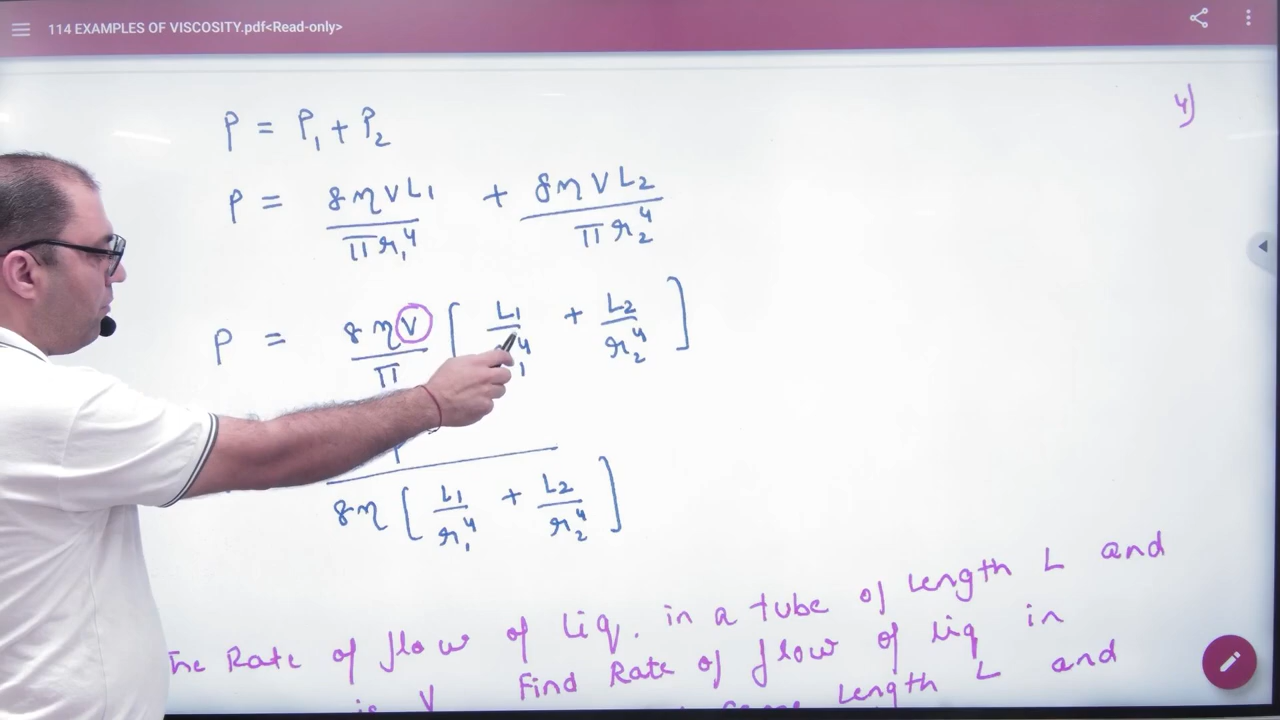 114 EXAMPLES OF VISCOSITY.pdf<Read-only>
4)
P = P₁ + P₂
P = 8ηVL₁ / πr₁⁴ + 8ηVL₂ / πr₂⁴
P = 8ηV / π [ L₁ / r₁⁴ + L₂ / r₂⁴ ]
8η [ L₁ / r₁⁴ + L₂ / r₂⁴ ]
The Rate of flow of liq. in a tube of length L and
is V Find Rate of flow of liq in
Same length L and